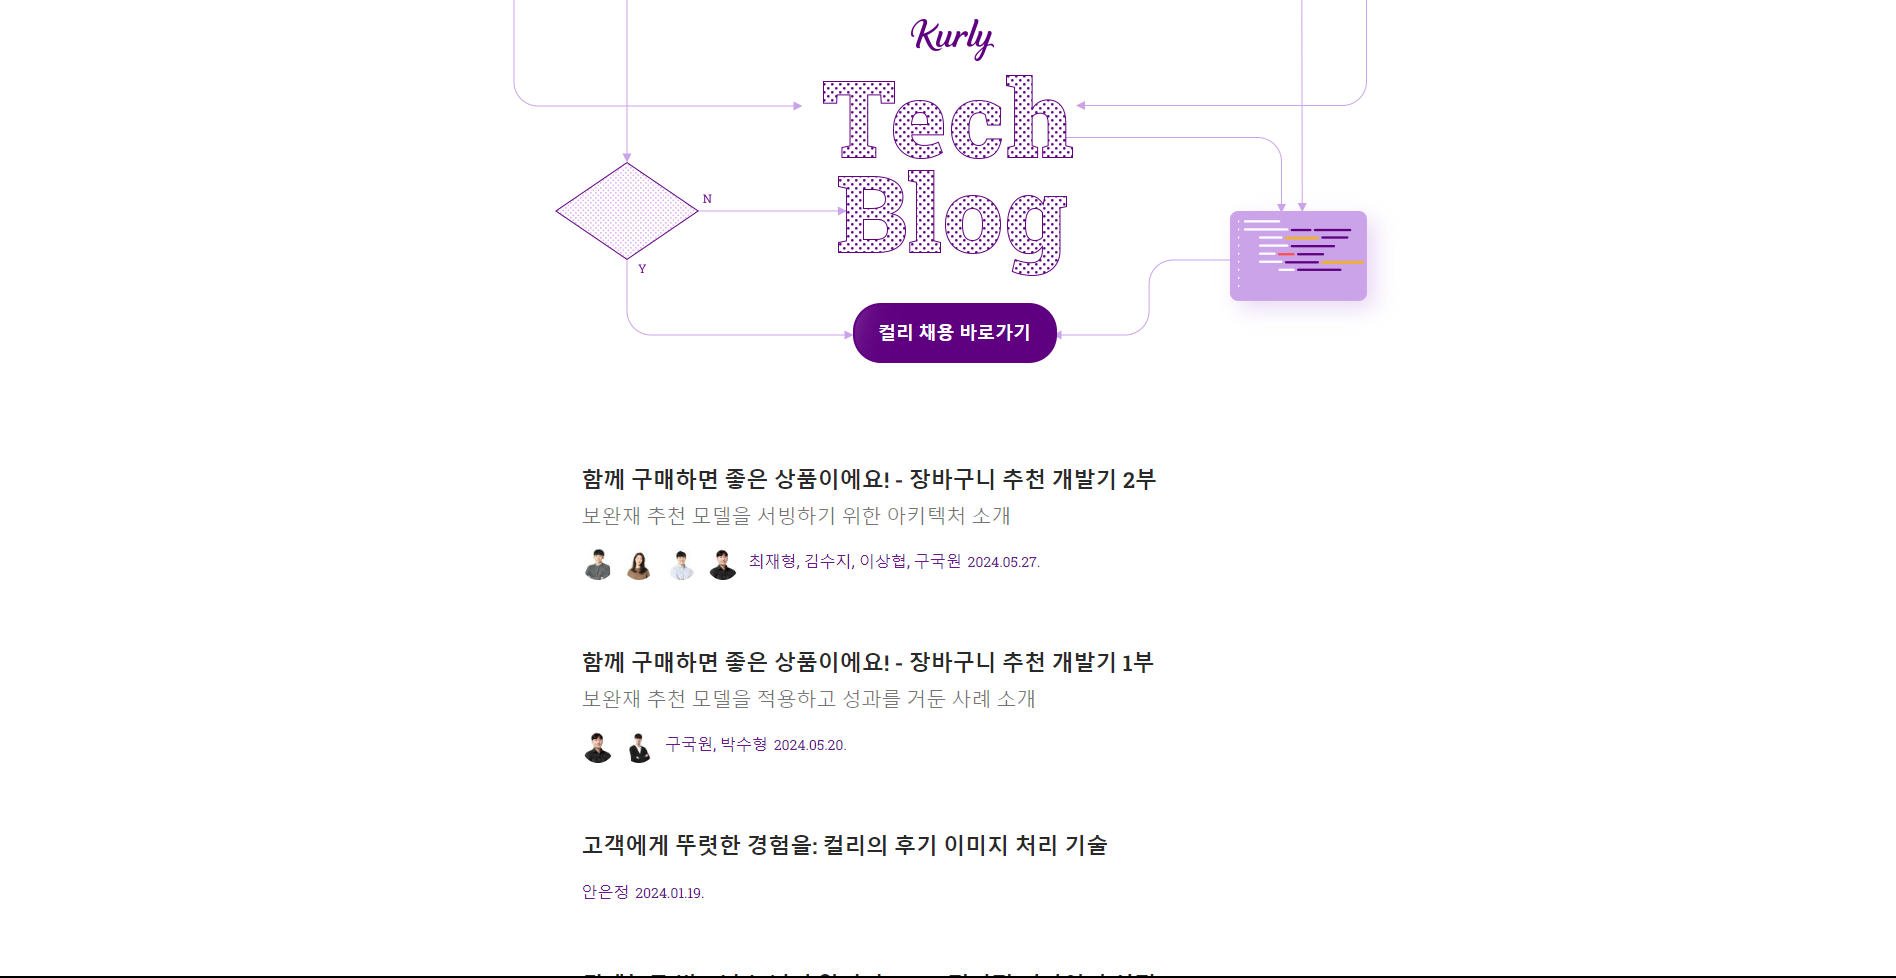 Kurly
Tech
Blog
N
Y
컬리 채용 바로가기
함께 구매하면 좋은 상품이에요! - 장바구니 추천 개발기 2부
보완재 추천 모델을 서빙하기 위한 아키텍처 소개
최재형, 김수지, 이상협, 구국원 2024.05.27.
함께 구매하면 좋은 상품이에요! - 장바구니 추천 개발기 1부
보완재 추천 모델을 적용하고 성과를 거둔 사례 소개
구국원, 박수형 2024.05.20.
고객에게 뚜렷한 경험을: 컬리의 후기 이미지 처리 기술
안은정 2024.01.19.